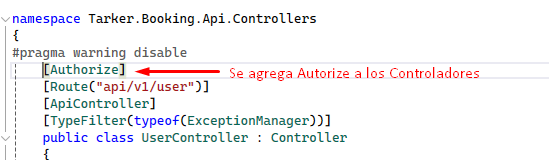 namespace Tarker.Booking.Api.Controllers
{
#pragma warning disable
[Authorize]
Se agrega Autorize a los Controladores
[Route("api/v1/user")]
[ApiController]
[TypeFilter(typeof(ExceptionManager))]
public class UserController : Controller
{